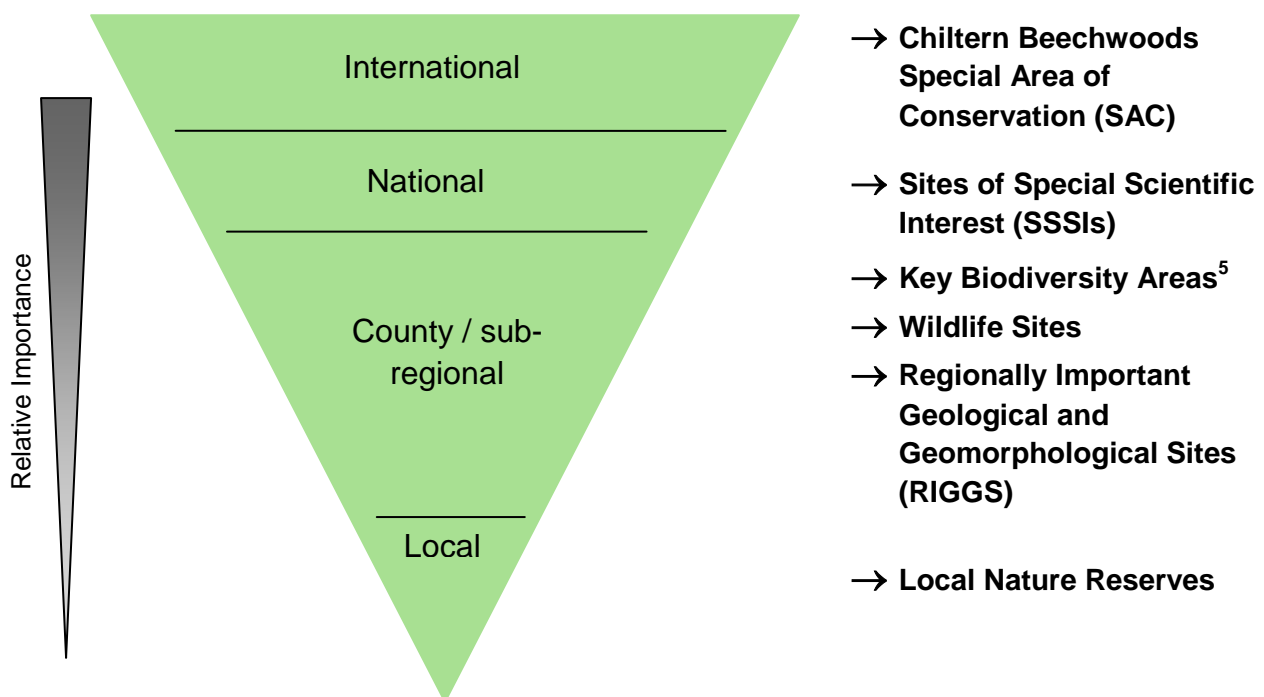 International
→ Chiltern Beechwoods
Special Area of
Conservation (SAC)
National
→ Sites of Special Scientific
Interest (SSSIs)
County / sub-
regional
→ Key Biodiversity Areas⁵
→ Wildlife Sites
→ Regionally Important
Geological and
Geomorphological Sites
(RIGGS)
Local
→ Local Nature Reserves
Relative Importance